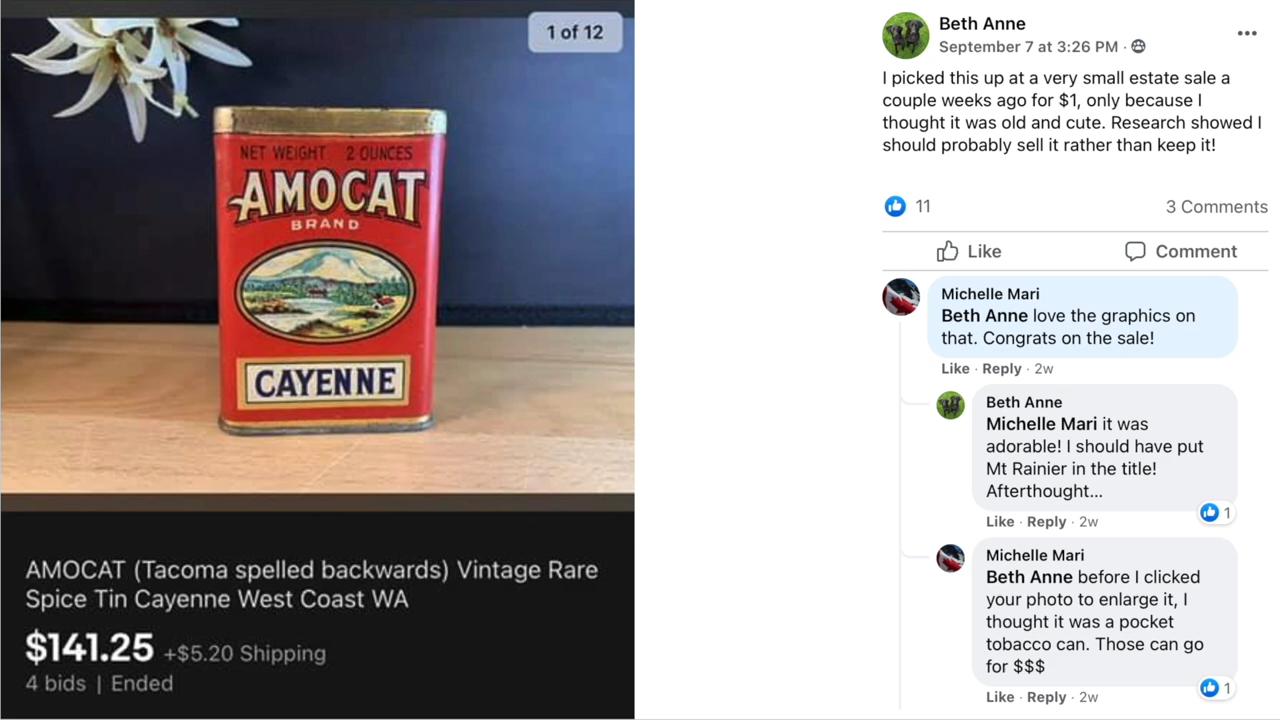 1 of 12
NET WEIGHT 2 OUNCES
AMOCAT
BRAND
CAYENNE
AMOCAT (Tacoma spelled backwards) Vintage Rare
Spice Tin Cayenne West Coast WA
$141.25 +$5.20 Shipping
4 bids | Ended
Beth Anne
September 7 at 3:26 PM ·
I picked this up at a very small estate sale a
couple weeks ago for $1, only because I
thought it was old and cute. Research showed I
should probably sell it rather than keep it!
11 3 Comments
Like Comment
Michelle Mari
Beth Anne love the graphics on
that. Congrats on the sale!
Like · Reply · 2w
Beth Anne
Michelle Mari it was
adorable! I should have put
Mt Rainier in the title!
Afterthought...
1
Like · Reply · 2w
Michelle Mari
Beth Anne before I clicked
your photo to enlarge it, I
thought it was a pocket
tobacco can. Those can go
for $$$
1
Like · Reply · 2w